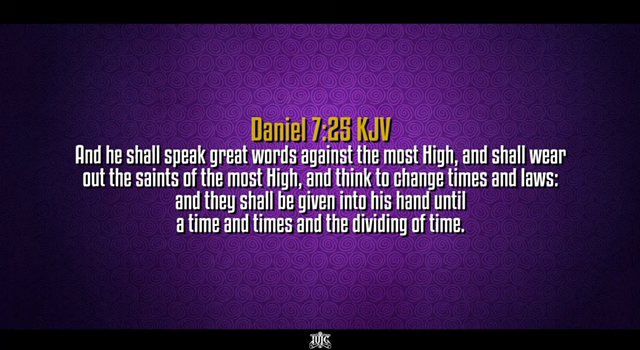 Daniel 7:25 KJV
And he shall speak great words against the most High, and shall wear
out the saints of the most High, and think to change times and laws:
and they shall be given into his hand until
a time and times and the dividing of time.
IUIC